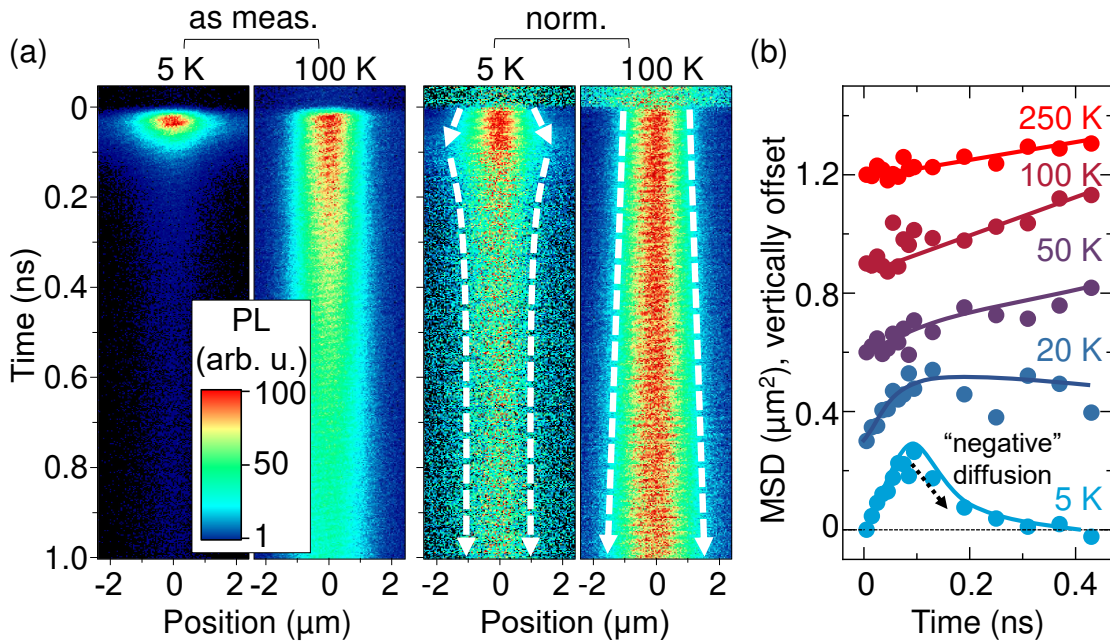 as meas.
norm.
(a)
5 K
100 K
5 K
100 K
(b)
0
0.2
0.4
0.6
0.8
1.0
Time (ns)
PL
(arb. u.)
100
50
1
-2
0
2
-2
0
2
-2
0
2
-2
0
2
Position (µm)
Position (µm)
MSD (µm²), vertically offset
1.2
0.8
0.4
0
250 K
100 K
50 K
20 K
"negative"
diffusion
5 K
0.0
0.2
0.4
Time (ns)